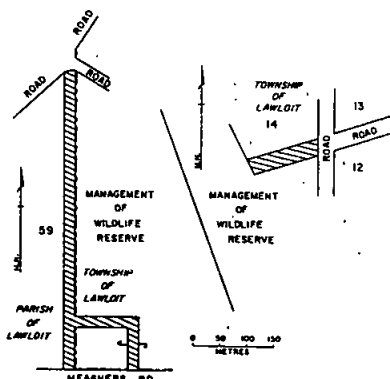 ROAD
ROAD
ROAD
M.N.
59
MANAGEMENT
OF
WILDLIFE
RESERVE
TOWNSHIP
OF
LAWLOIT
PARISH
OF
LAWLOIT
MEAGHERS RD
M.N.
TOWNSHIP
OF
LAWLOIT
14
13
ROAD
ROAD
12
MANAGEMENT
OF
WILDLIFE
RESERVE
0 50 100 150
METRES